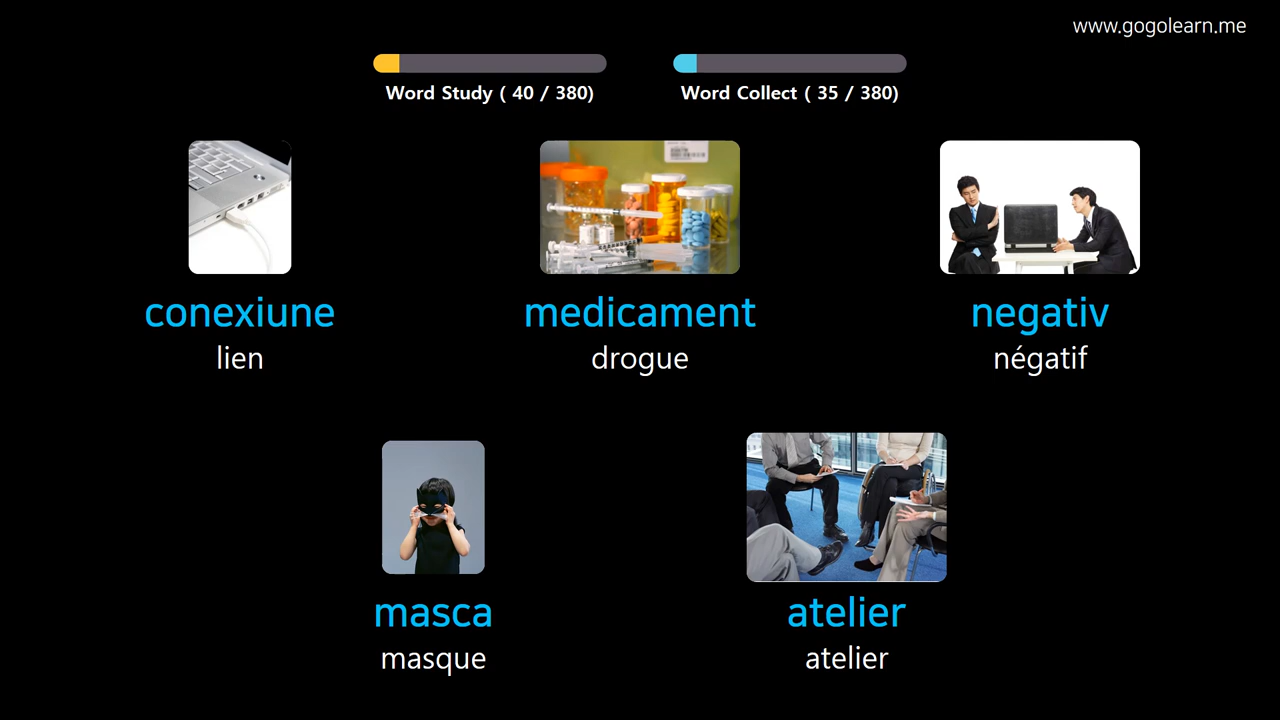 www.gogolearn.me
Word Study ( 40 / 380)
Word Collect ( 35 / 380)
conexiune
lien
medicament
drogue
negativ
négatif
masca
masque
atelier
atelier